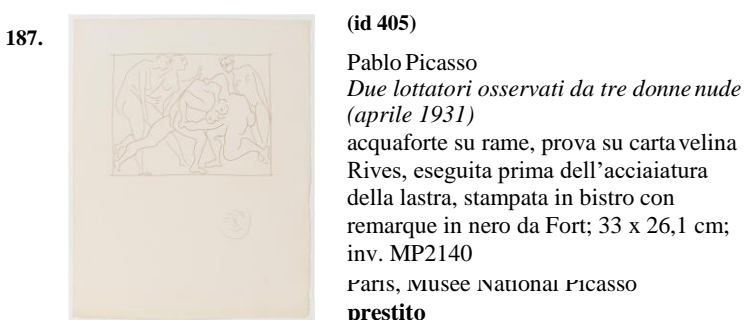 187.
(id 405)
Pablo Picasso
Due lottatori osservati da tre donne nude
(aprile 1931)
acquaforte su rame, prova su carta velina
Rives, eseguita prima dell’acciaiatura
della lastra, stampata in bistro con
remarque in nero da Fort; 33 x 26,1 cm;
inv. MP2140
Paris, Musée National Picasso
prestito